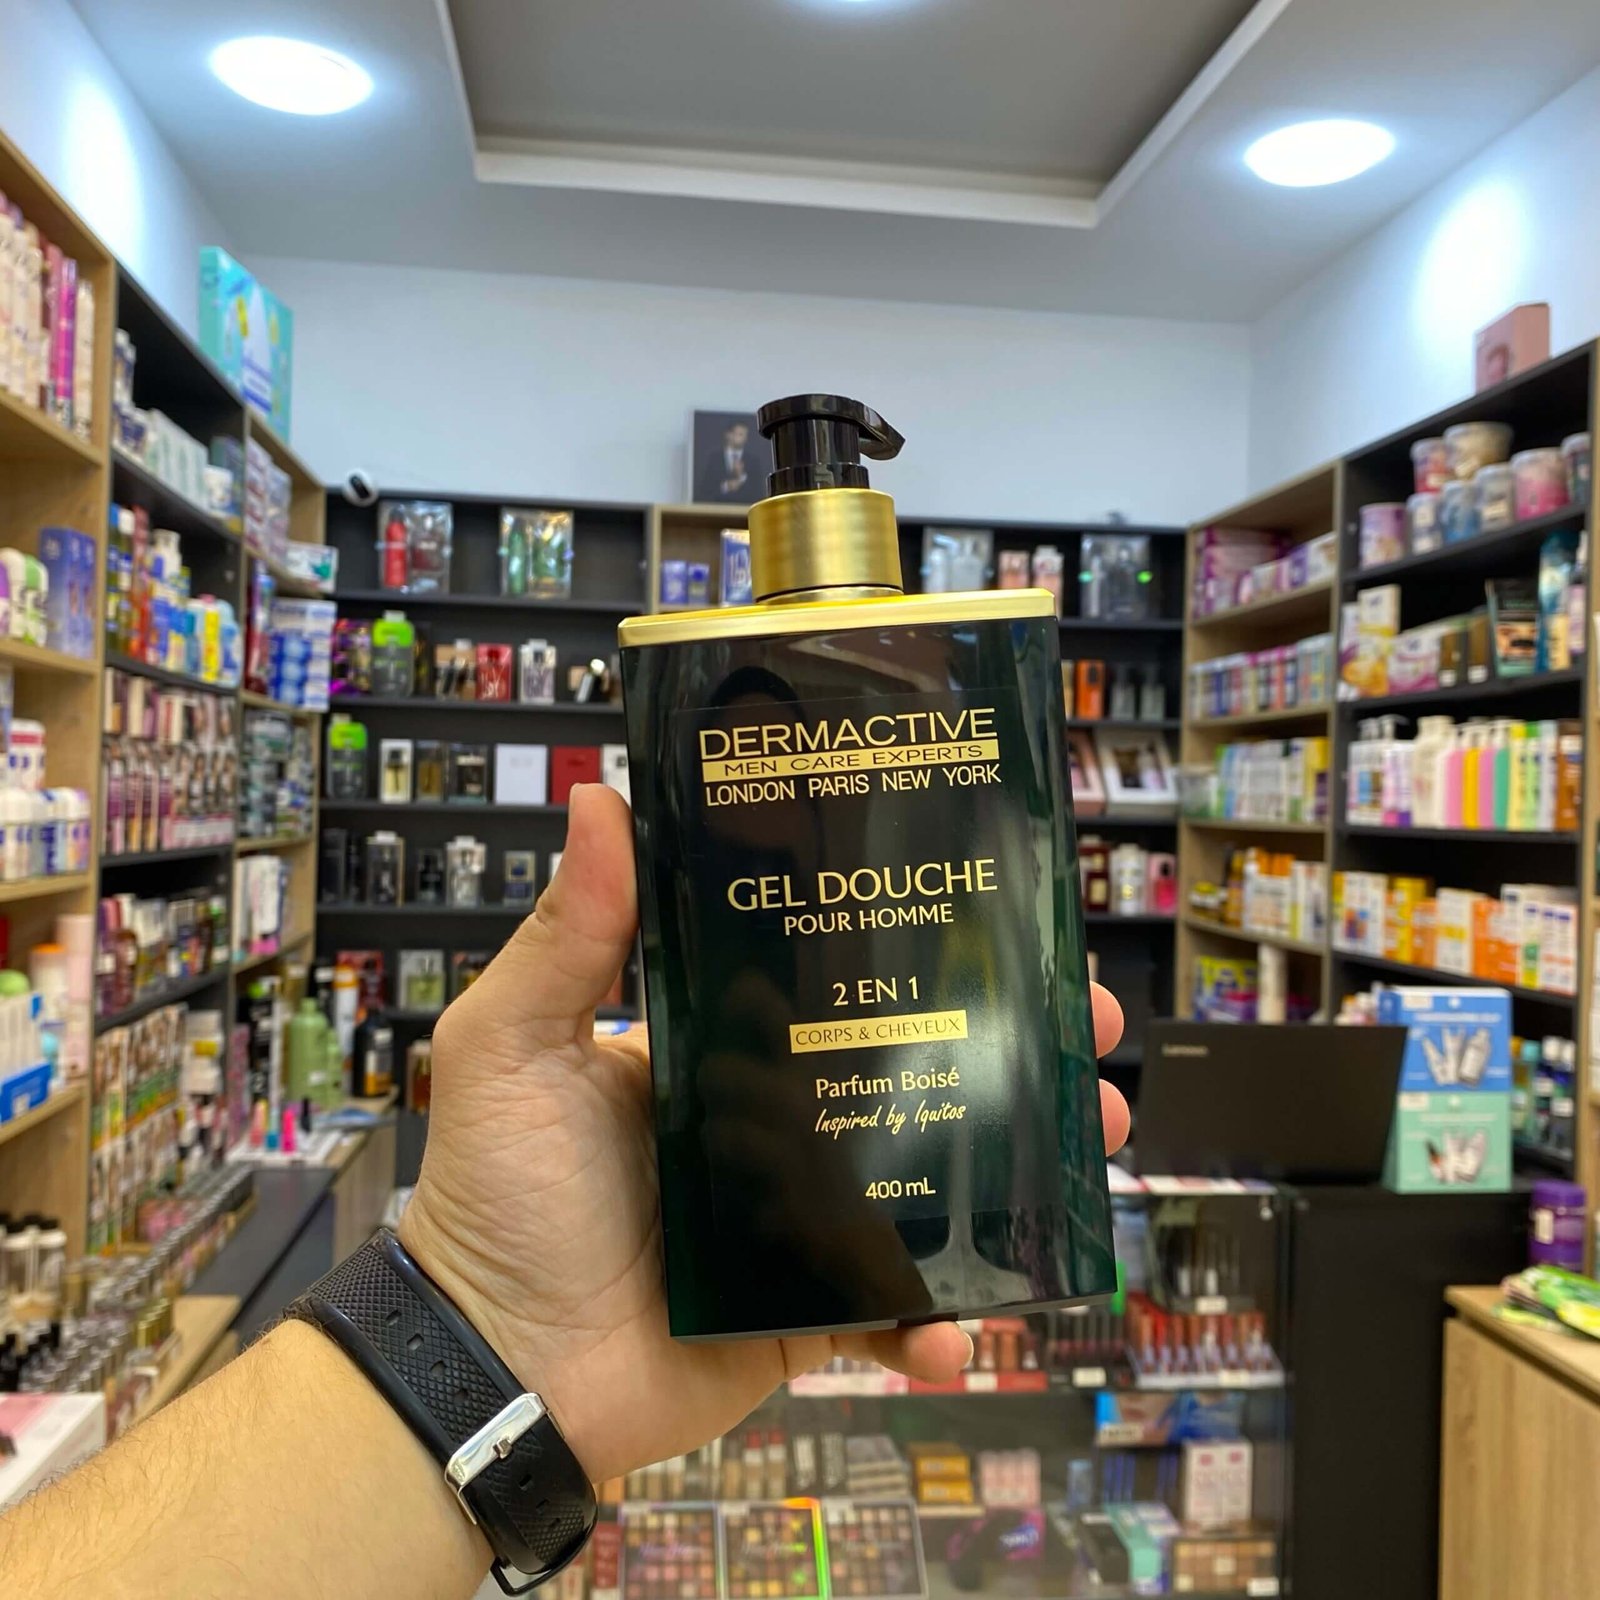 DERMACTIVE
MEN CARE EXPERTS
LONDON PARIS NEW YORK
GEL DOUCHE
POUR HOMME
2 EN 1
CORPS & CHEVEUX
Parfum Boisé
Inspired by Iquitos
400 mL
Lenovo